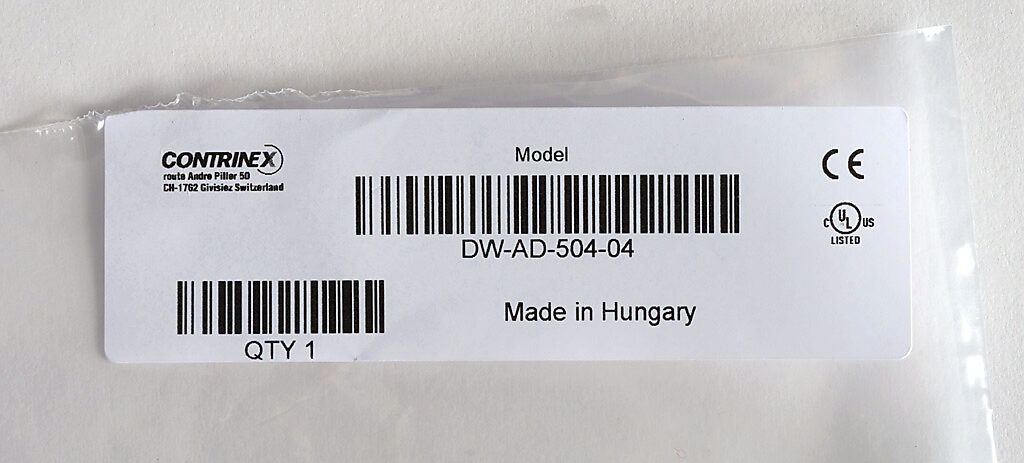 CONTRINEX
route Andre Piller 50
CH-1762 Givisiez Switzerland
Model
DW-AD-504-04
CE
C UL US
LISTED
QTY 1
Made in Hungary